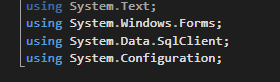 using System.Text;
using System.Windows.Forms;
using System.Data.SqlClient;
using System.Configuration;